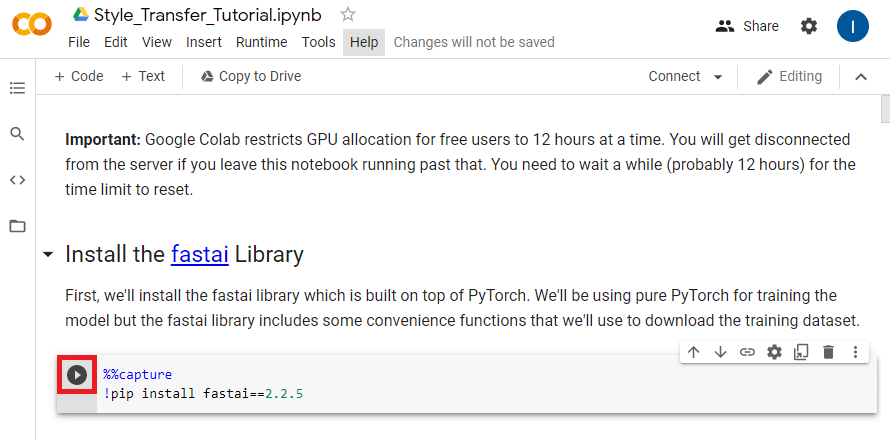 Style_Transfer_Tutorial.ipynb
File Edit View Insert Runtime Tools Help Changes will not be saved
Share
I
+ Code + Text Copy to Drive
Connect Editing
Important: Google Colab restricts GPU allocation for free users to 12 hours at a time. You will get disconnected
from the server if you leave this notebook running past that. You need to wait a while (probably 12 hours) for the
time limit to reset.
Install the fastai Library
First, we'll install the fastai library which is built on top of PyTorch. We'll be using pure PyTorch for training the
model but the fastai library includes some convenience functions that we'll use to download the training dataset.
%%capture
!pip install fastai==2.2.5